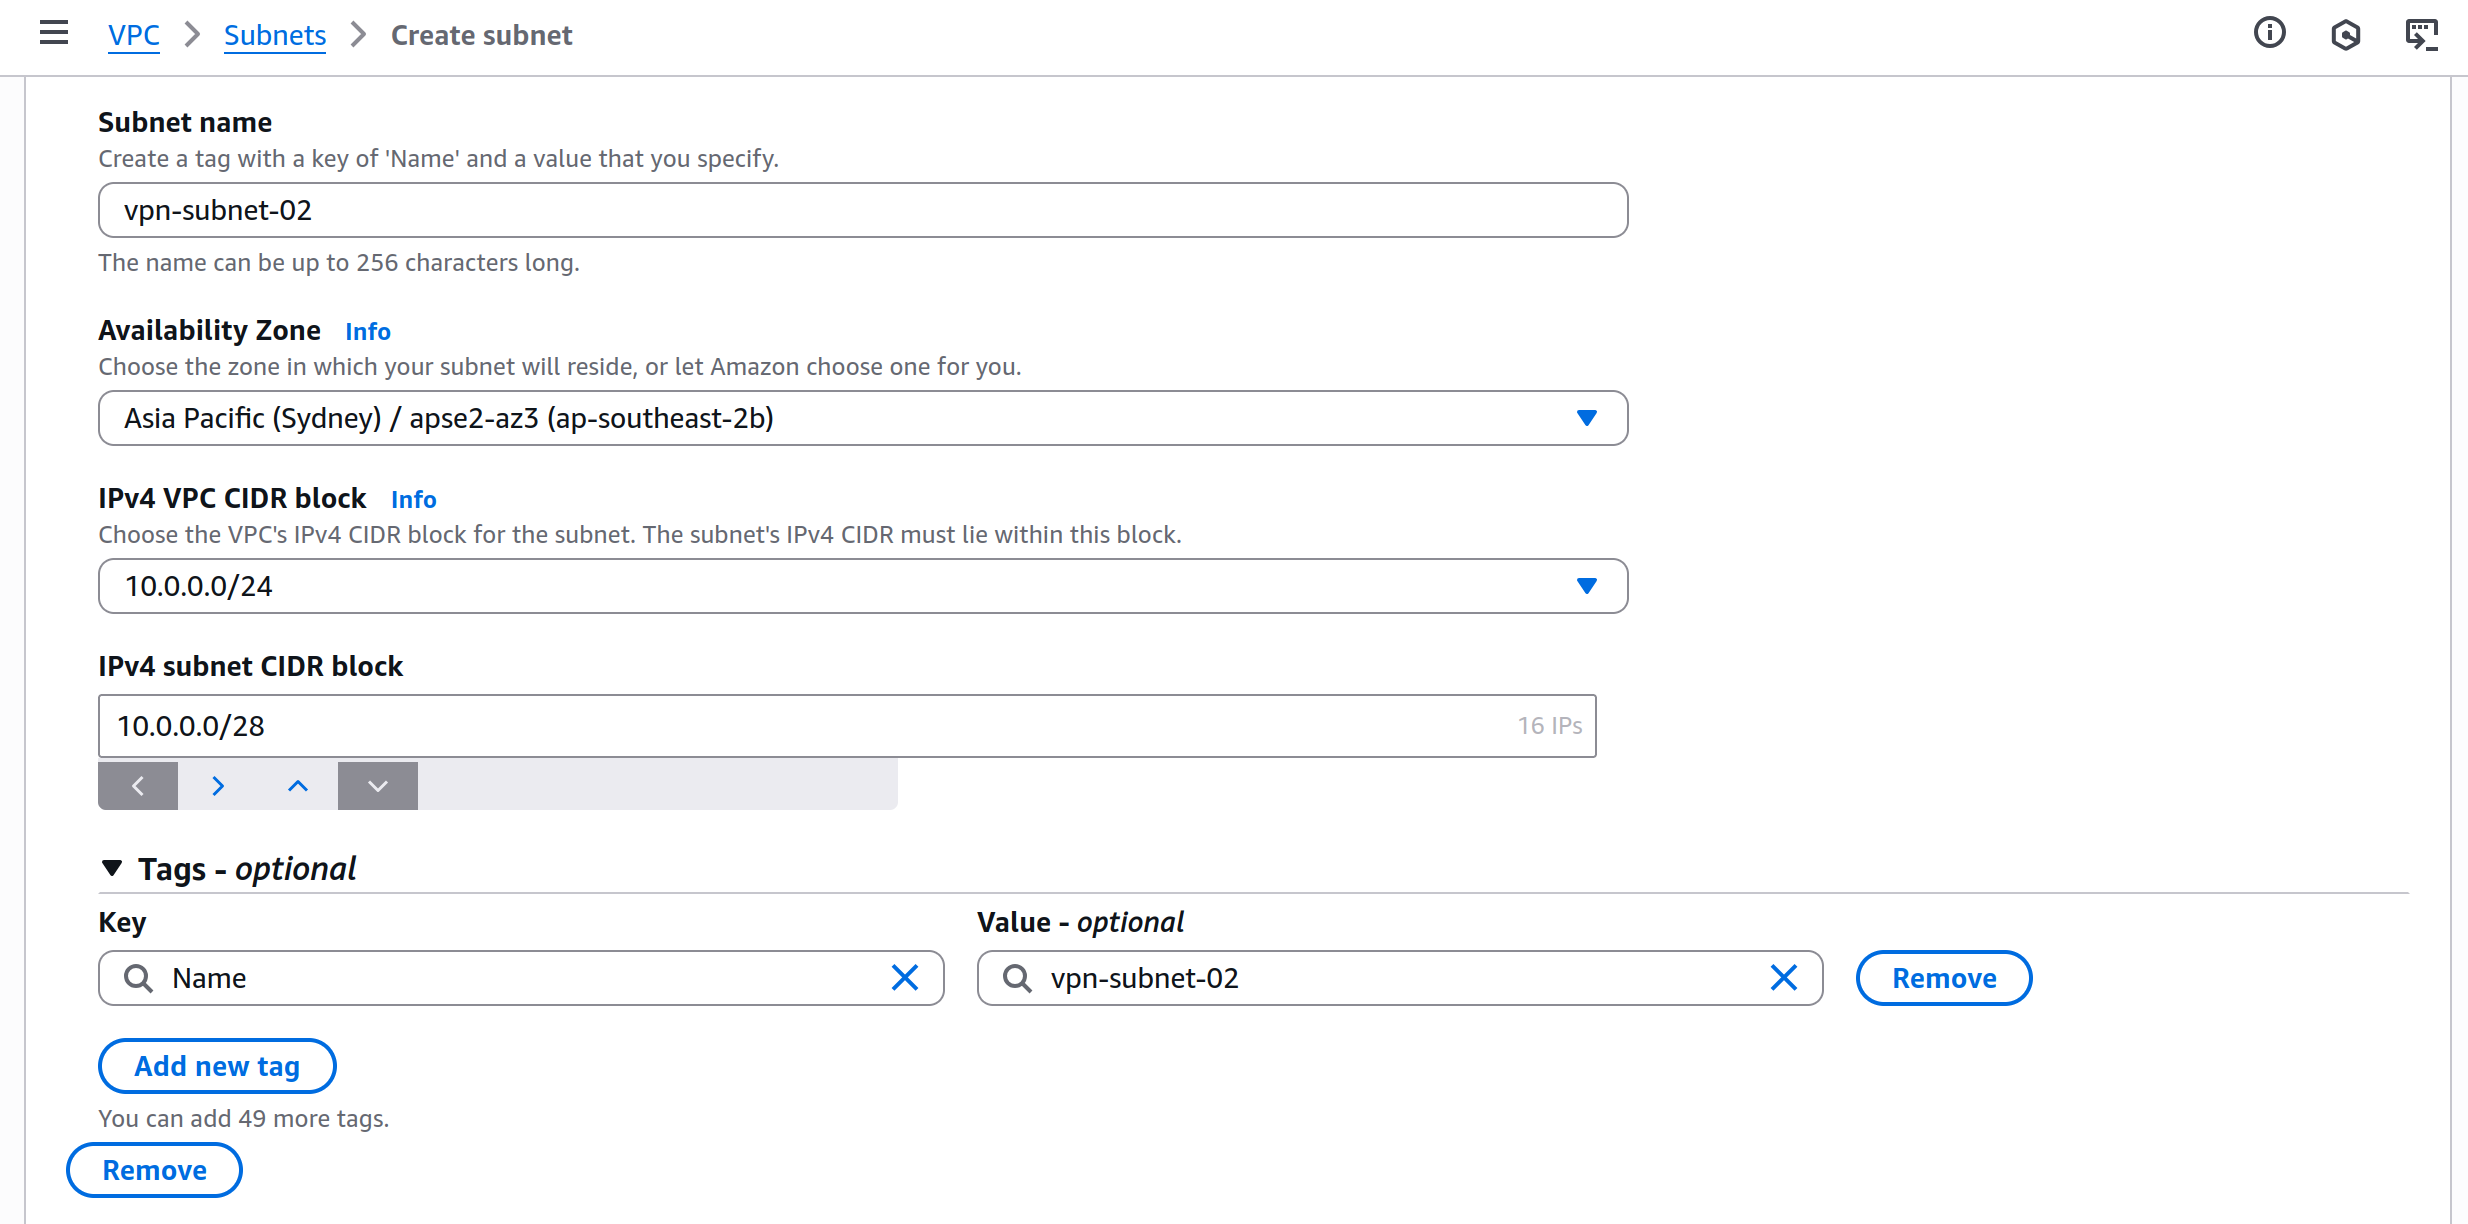 VPC > Subnets > Create subnet
Subnet name
Create a tag with a key of 'Name' and a value that you specify.
vpn-subnet-02
The name can be up to 256 characters long.
Availability Zone Info
Choose the zone in which your subnet will reside, or let Amazon choose one for you.
Asia Pacific (Sydney) / apse2-az3 (ap-southeast-2b)
IPv4 VPC CIDR block Info
Choose the VPC's IPv4 CIDR block for the subnet. The subnet's IPv4 CIDR must lie within this block.
10.0.0.0/24
IPv4 subnet CIDR block
10.0.0.0/28 16 IPs
Tags - optional
Key Value - optional
Name vpn-subnet-02 Remove
Add new tag
You can add 49 more tags.
Remove